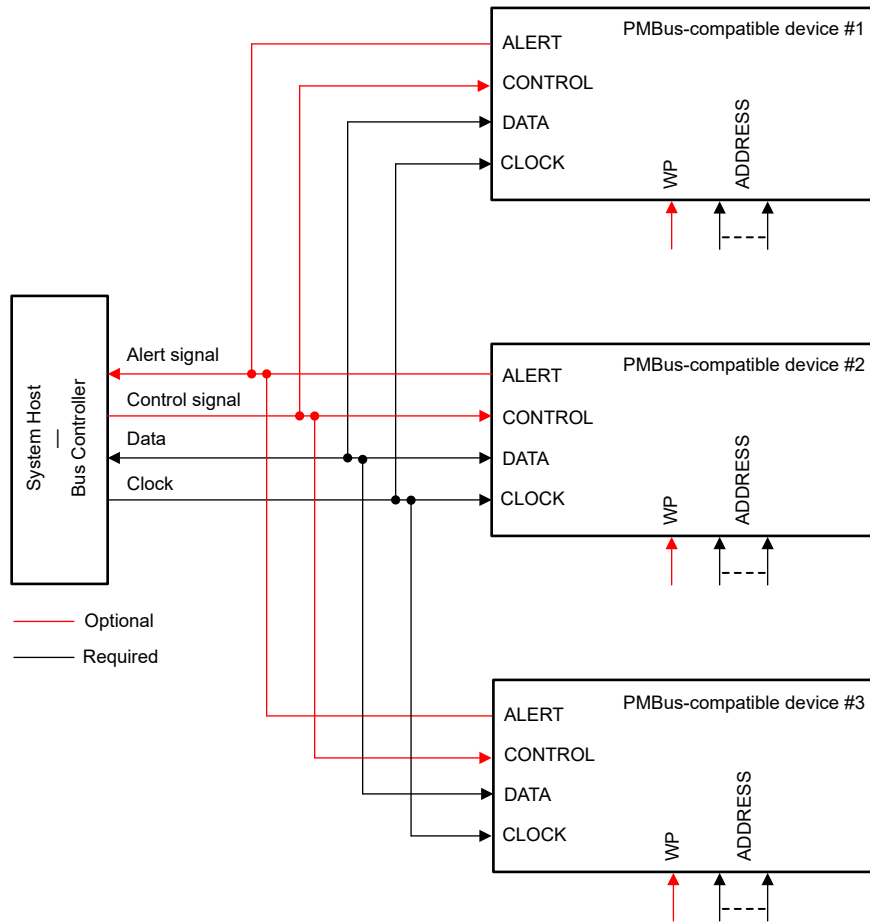 PMBus-compatible device #1
ALERT
CONTROL
DATA
CLOCK
WP
ADDRESS
System Host
—
Bus Controller
Alert signal
Control signal
Data
Clock
PMBus-compatible device #2
ALERT
CONTROL
DATA
CLOCK
WP
ADDRESS
Optional
Required
PMBus-compatible device #3
ALERT
CONTROL
DATA
CLOCK
WP
ADDRESS